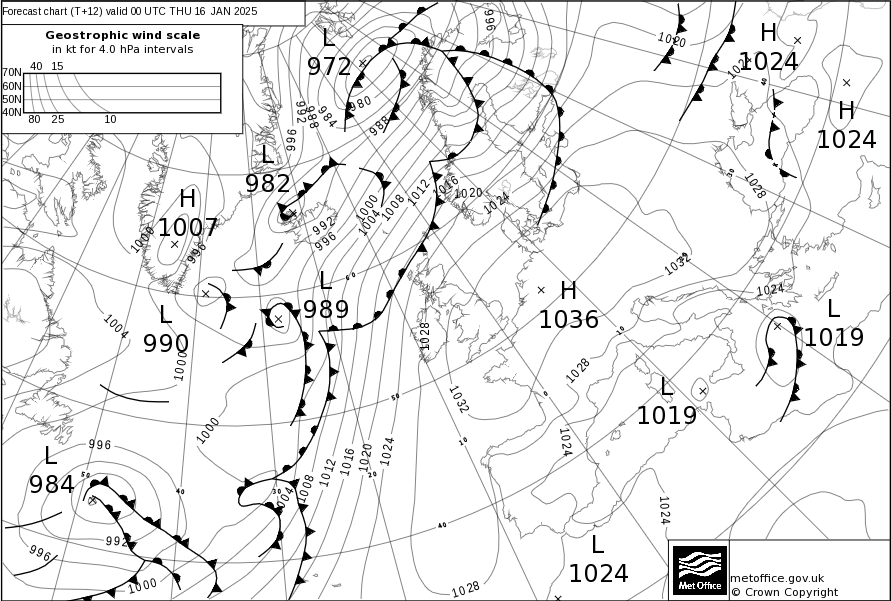 Forecast chart (T+12) valid 00 UTC THU 16 JAN 2025
Geostrophic wind scale
in kt for 4.0 hPa intervals
40 15
70N
60N
50N
40N
80 25 10
L
972
996
1020
H
1024
H
1024
980
984
988
992
996
988
L
982
1012
1016
1020
1024
1028
1000
1004
1008
H
1007
1008
996
992
996
1032
60
L
989
L
990
H
1036
1024
L
1019
1004
1000
1028
10
1028
L
1019
1032
50
0
1000
996
1024
10
L
984
50
40
30
20
1004
1008
1012
1016
1020
1024
40
1024
992
996
1000
1028
L
1024
Met Office
metoffice.gov.uk
© Crown Copyright